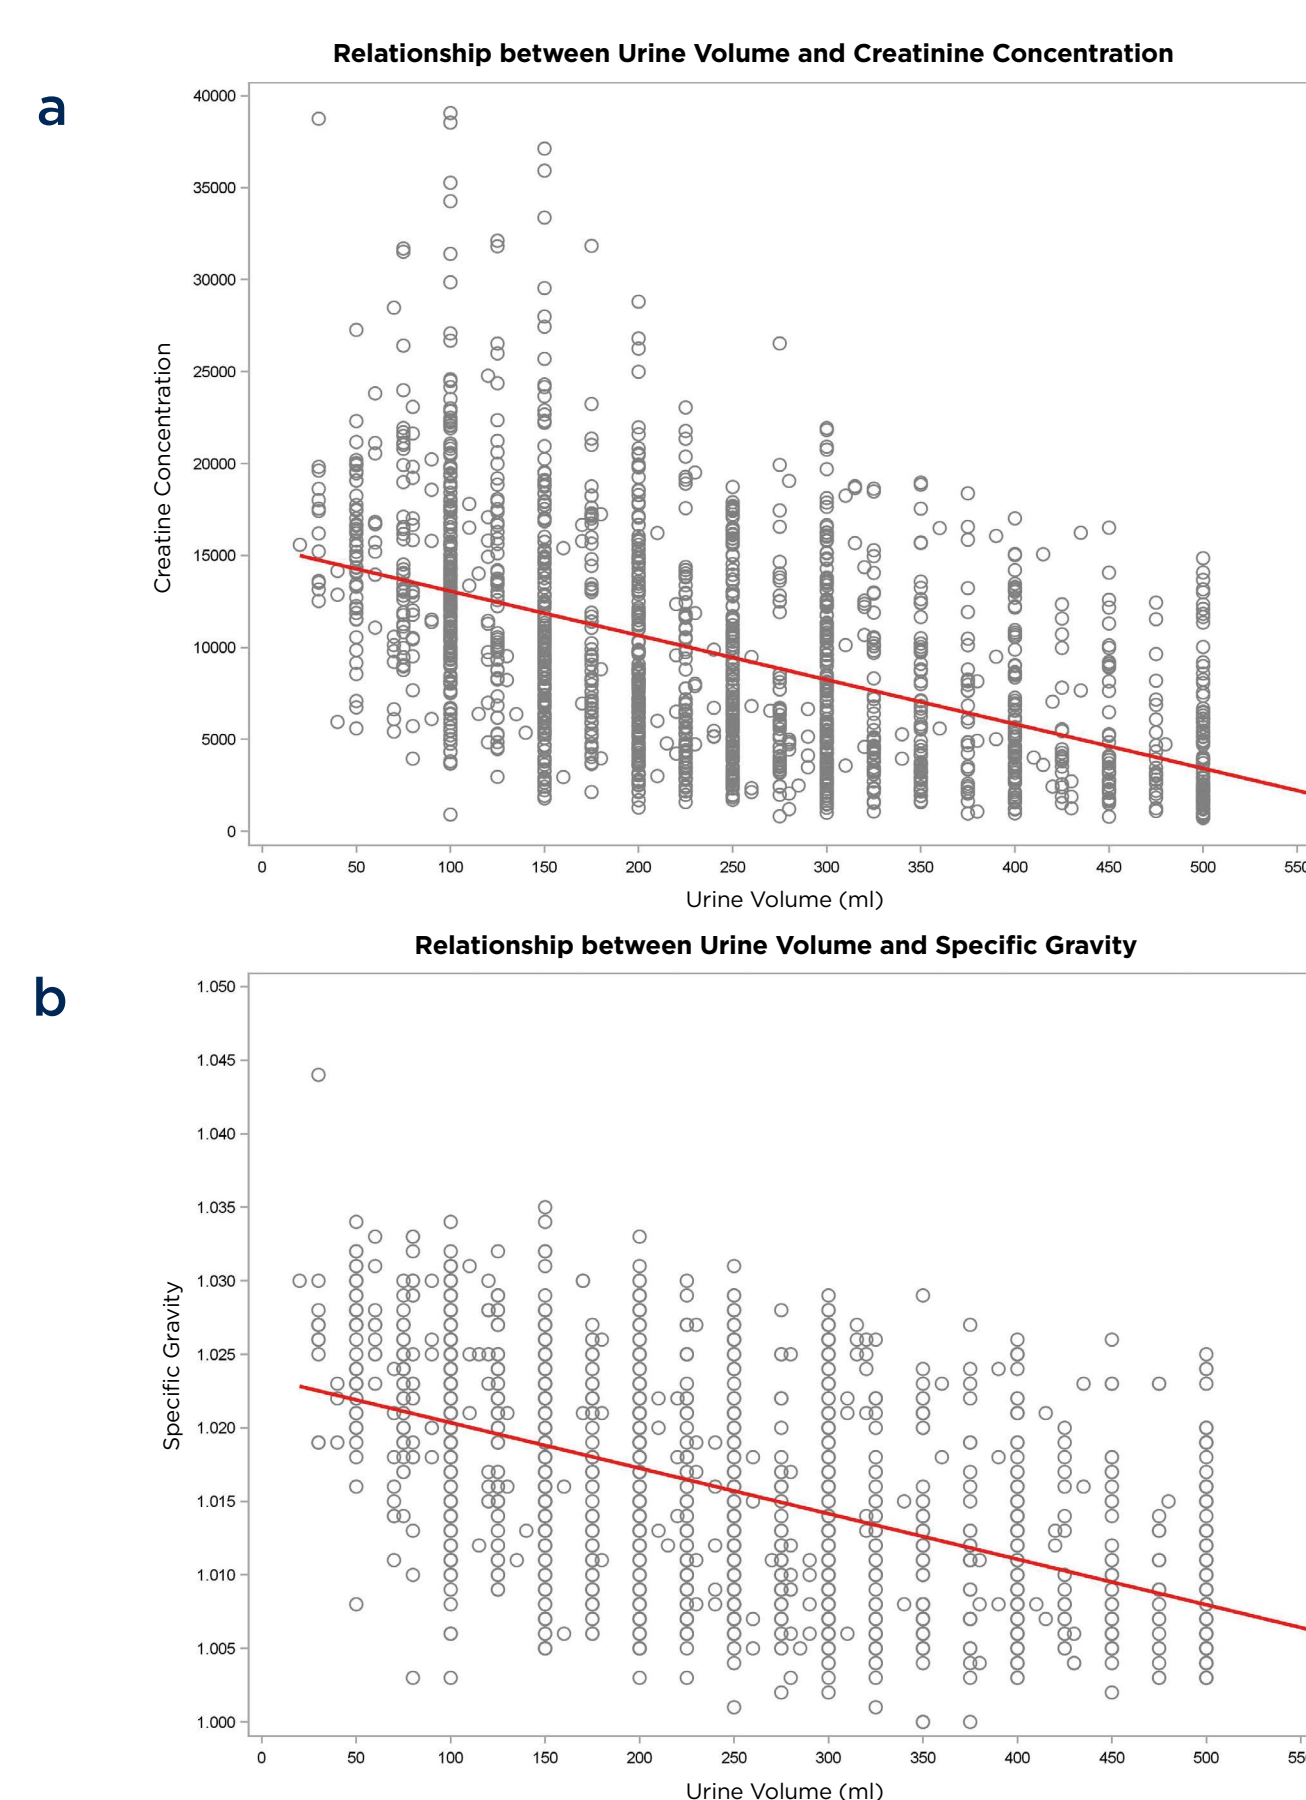 Relationship between Urine Volume and Creatinine Concentration
a
40000
35000
30000
25000
20000
15000
10000
5000
0
Creatine Concentration
0 50 100 150 200 250 300 350 400 450 500 550
Urine Volume (ml)
Relationship between Urine Volume and Specific Gravity
b
1.050
1.045
1.040
1.035
1.030
1.025
1.020
1.015
1.010
1.005
1.000
Specific Gravity
0 50 100 150 200 250 300 350 400 450 500 55
Urine Volume (ml)